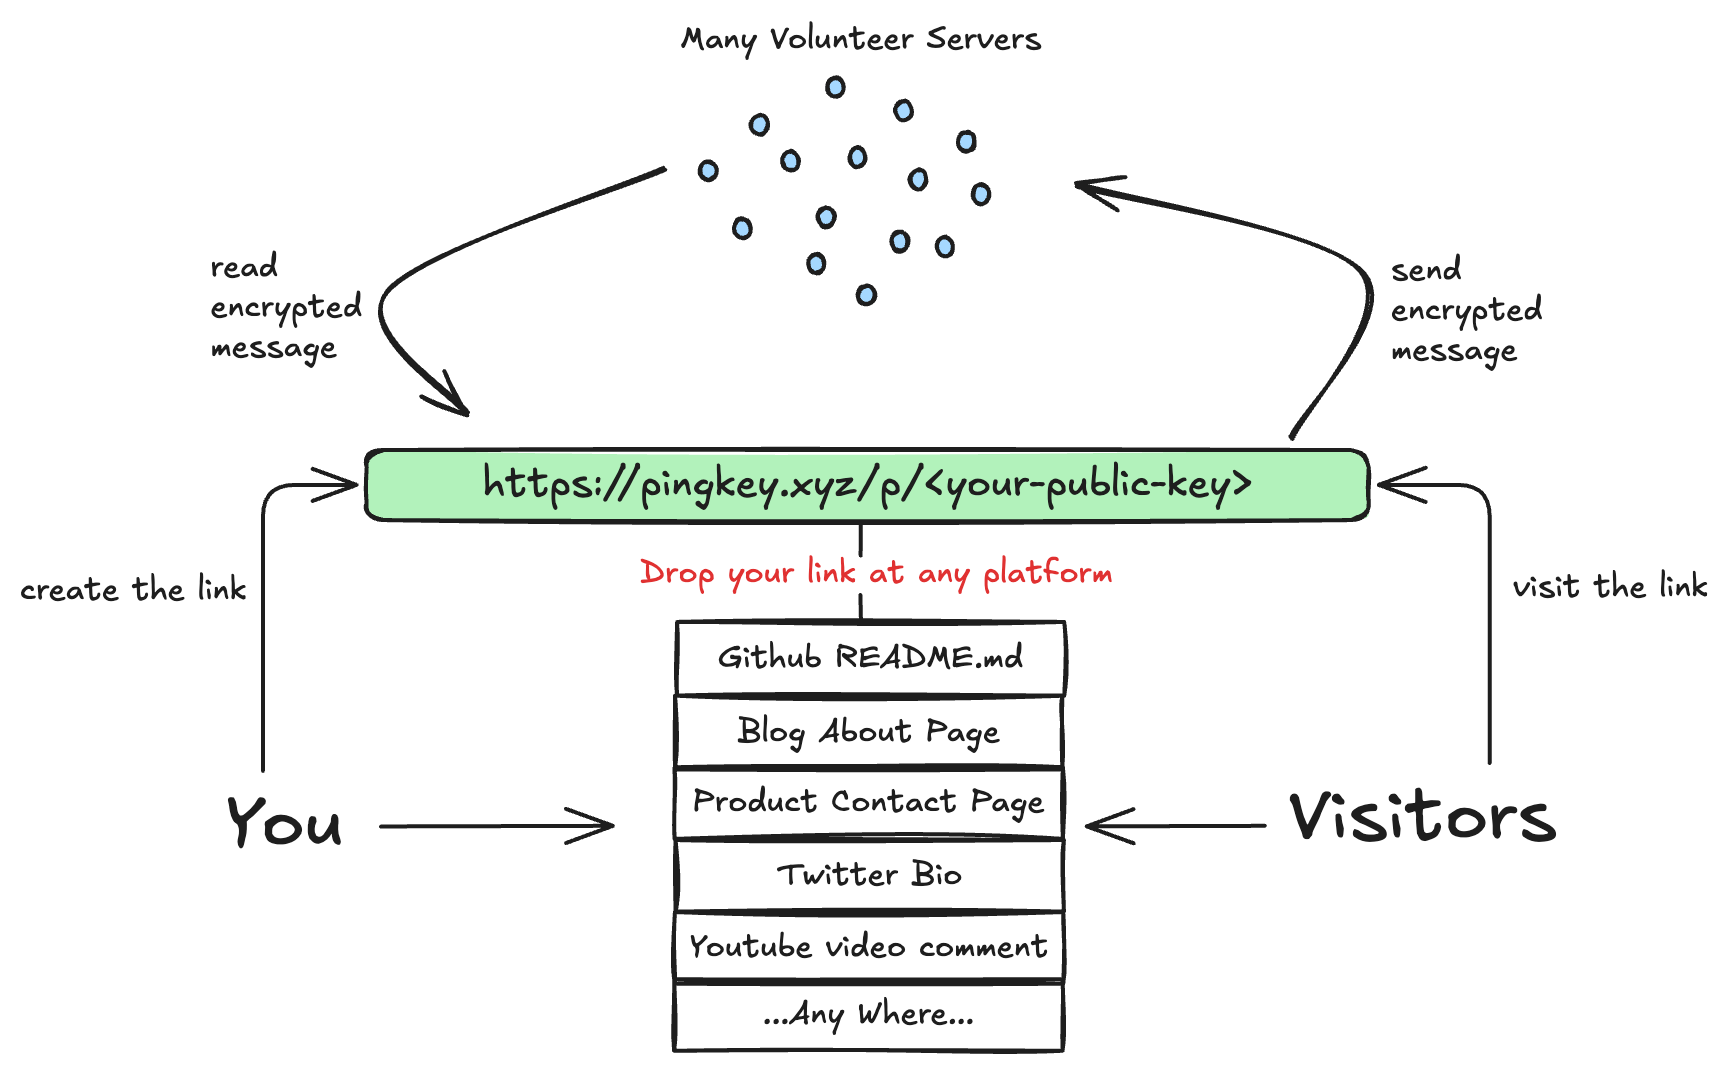 Many Volunteer Servers
read
encrypted
message
send
encrypted
message
https://pingkey.xyz/p/<your-public-key>
Drop your link at any platform
create the link
visit the link
Github README.md
Blog About Page
Product Contact Page
You
Visitors
Twitter Bio
Youtube video comment
...Any Where...